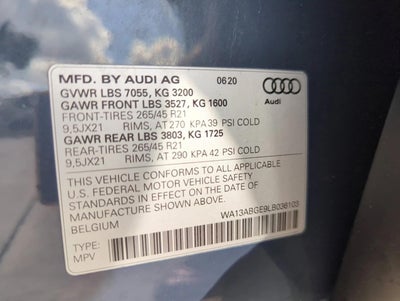 MFD. BY AUDI AG 06 20
GVWR LBS 7055, KG 3200
GAWR FRONT LBS 3527, KG 1600
FRONT-TIRES 265/45 R21
9,5JX21 RIMS, AT 270 KPA 39 PSI COLD
GAWR REAR LBS 3803, KG 1725
REAR-TIRES 265/45 R21
9,5JX21 RIMS, AT 290 KPA 42 PSI COLD
Audi
THIS VEHICLE CONFORMS TO ALL APPLICABLE
U.S. FEDERAL MOTOR VEHICLE SAFETY
STANDARDS IN EFFECT ON THE DATE OF
MANUFACTURE SHOWN ABOVE.
BELGIUM
WA13ABGE9LB036103
TYPE:
MPV